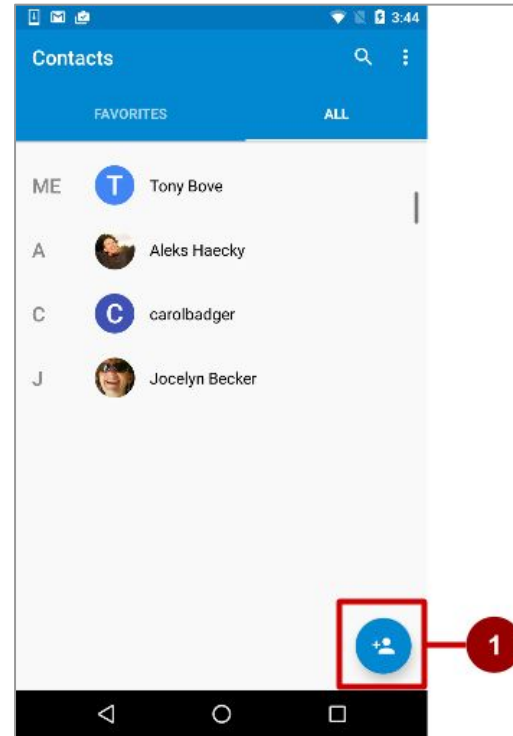 3:44
Contacts
FAVORITES ALL
ME T Tony Bove
A Aleks Haecky
C C carolbadger
J Jocelyn Becker
1